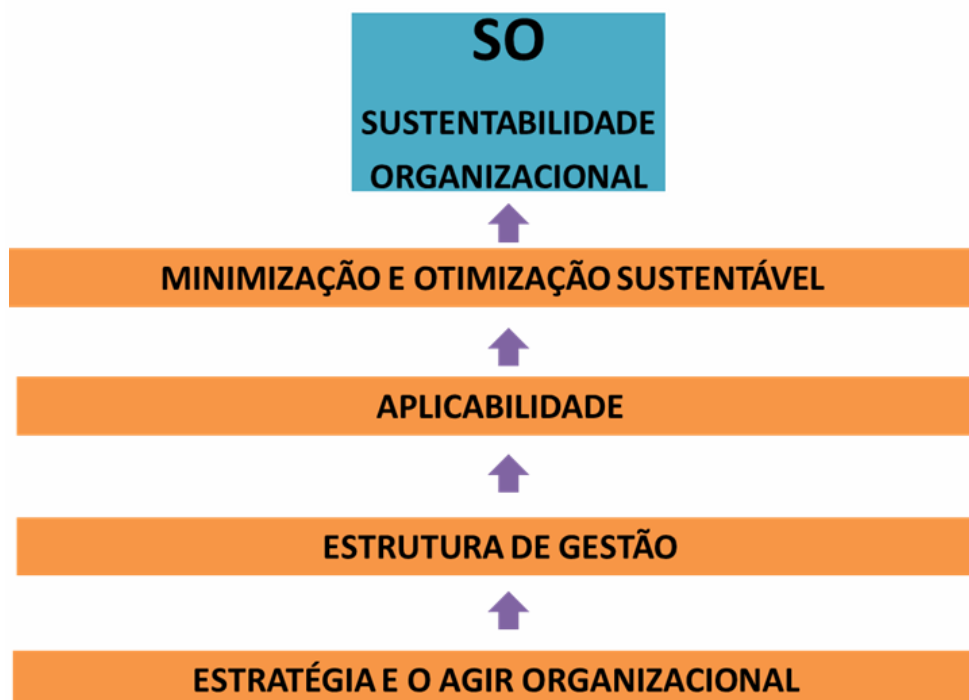 SO
SUSTENTABILIDADE
ORGANIZACIONAL
MINIMIZAÇÃO E OTIMIZAÇÃO SUSTENTÁVEL
APLICABILIDADE
ESTRUTURA DE GESTÃO
ESTRATÉGIA E O AGIR ORGANIZACIONAL